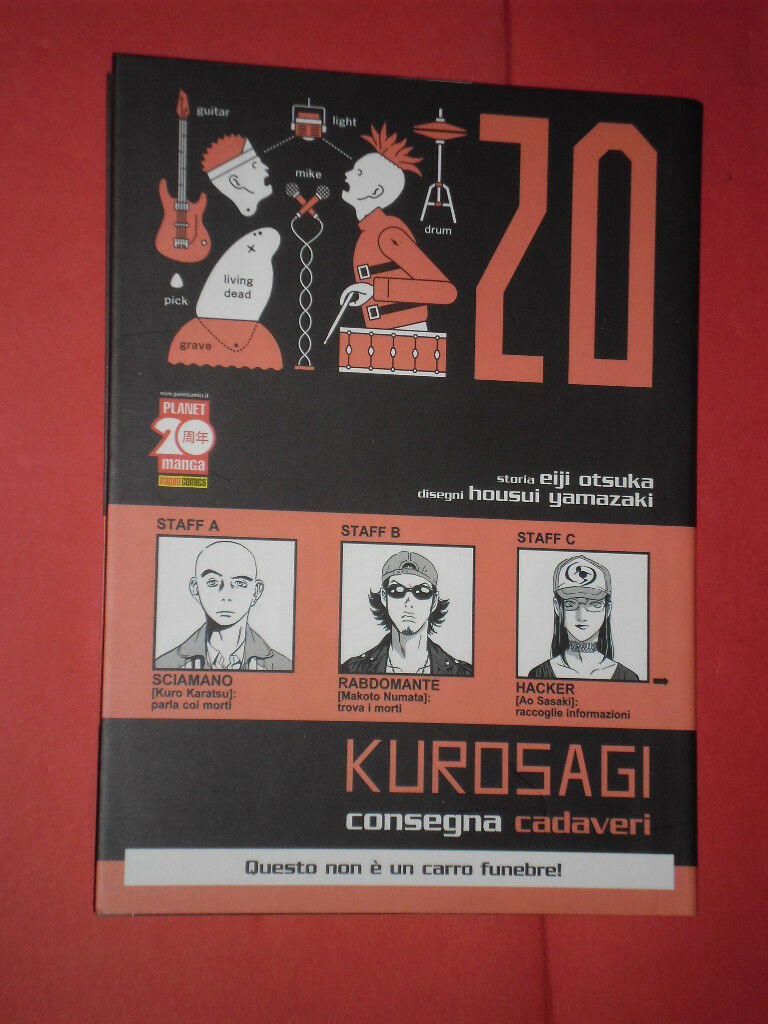 guitar
light
mike
drum
20
pick
living
dead
grave
www.paninicomics.it
PLANET
20周年
manga
PANINI COMICS
storia eiji otsuka
disegni housui yamazaki
STAFF A
STAFF B
STAFF C
SCIAMANO
[Kuro Karatsu]:
parla coi morti
RABDOMANTE
[Makoto Numata]:
trova i morti
HACKER
[Ao Sasaki]:
raccoglie informazioni
KUROSAGI
consegna cadaveri
Questo non è un carro funebre!